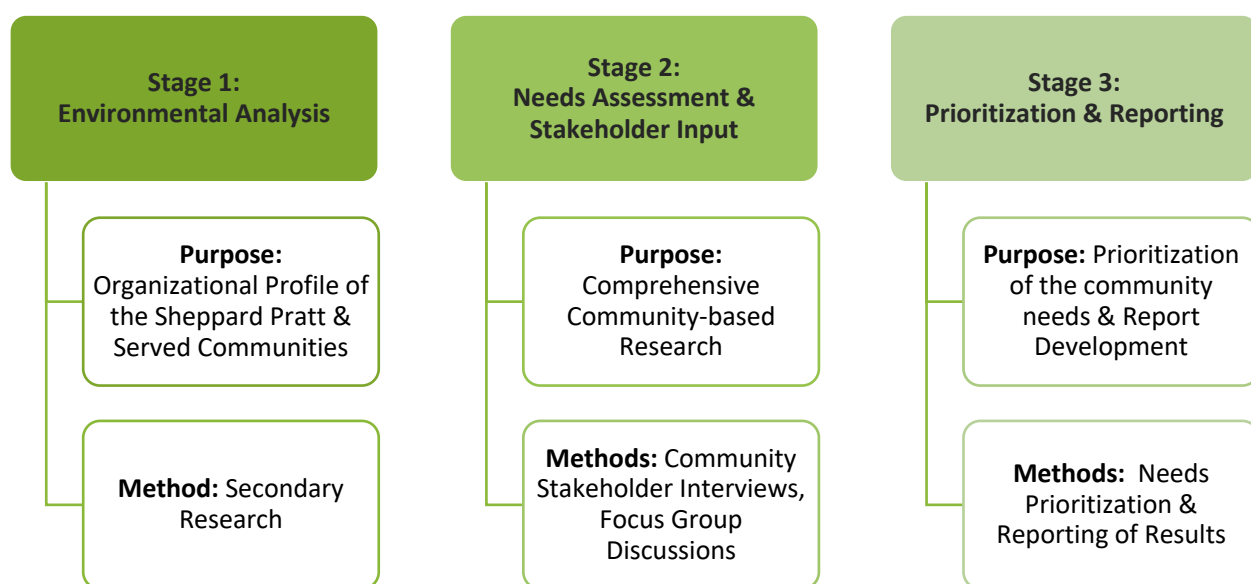 Stage 1:
Environmental Analysis
Purpose:
Organizational Profile of
the Sheppard Pratt &
Served Communities
Method: Secondary
Research
Stage 2:
Needs Assessment &
Stakeholder Input
Purpose:
Comprehensive
Community-based
Research
Methods: Community
Stakeholder Interviews,
Focus Group
Discussions
Stage 3:
Prioritization & Reporting
Purpose: Prioritization
of the community
needs & Report
Development
Methods:  Needs
Prioritization &
Reporting of Results